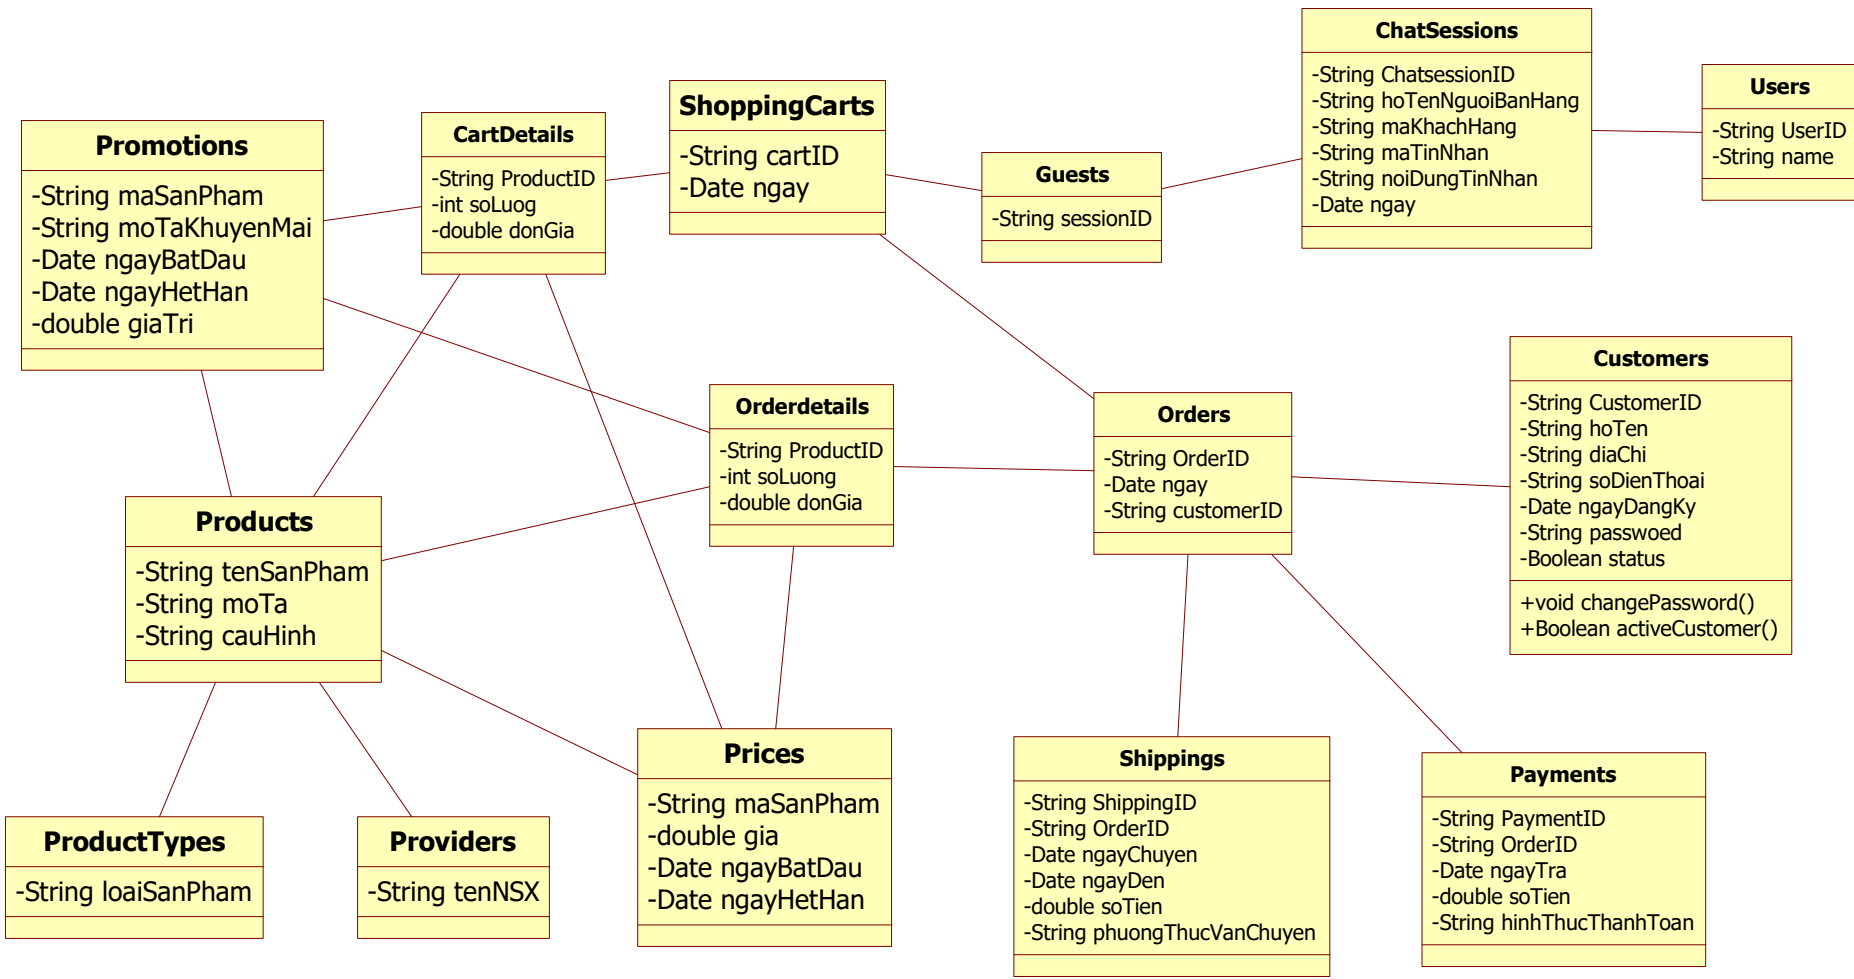 ChatSessions
-String ChatsessionID
-String hoTenNguoiBanHang
-String maKhachHang
-String maTinNhan
-String noiDungTinNhan
-Date ngay
Users
-String UserID
-String name
ShoppingCarts
-String cartID
-Date ngay
CartDetails
-String ProductID
-int soLuog
-double donGia
Promotions
-String maSanPham
-String moTaKhuyenMai
-Date ngayBatDau
-Date ngayHetHan
-double giaTri
Guests
-String sessionID
Customers
-String CustomerID
-String hoTen
-String diaChi
-String soDienThoai
-Date ngayDangKy
-String passwoed
-Boolean status
+void changePassword()
+Boolean activeCustomer()
Orderdetails
-String ProductID
-int soLuong
-double donGia
Orders
-String OrderID
-Date ngay
-String customerID
Products
-String tenSanPham
-String moTa
-String cauHinh
Prices
-String maSanPham
-double gia
-Date ngayBatDau
-Date ngayHetHan
Shippings
-String ShippingID
-String OrderID
-Date ngayChuyen
-Date ngayDen
-double soTien
-String phuongThucVanChuyen
Payments
-String PaymentID
-String OrderID
-Date ngayTra
-double soTien
-String hinhThucThanhToan
ProductTypes
-String loaiSanPham
Providers
-String tenNSX